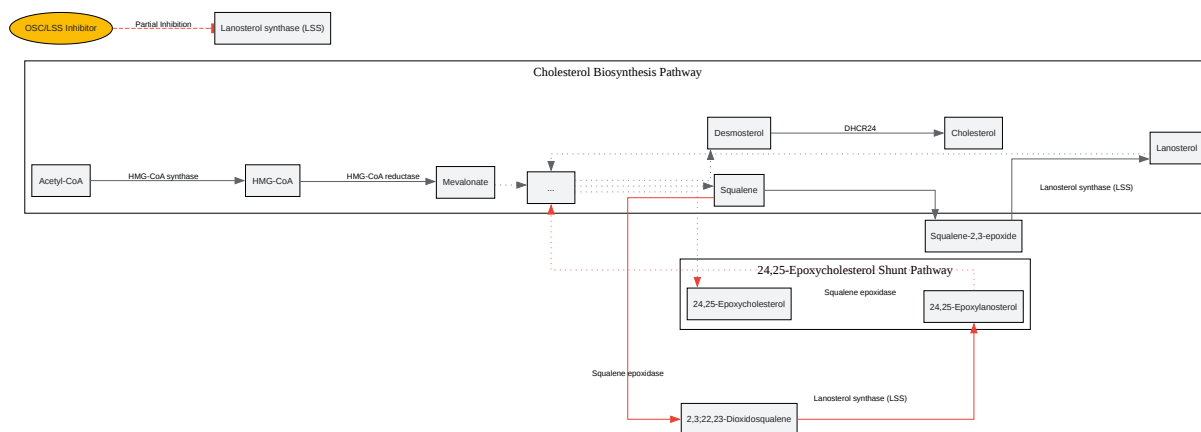 OSC/LSS Inhibitor
Partial Inhibition
Lanosterol synthase (LSS)
Cholesterol Biosynthesis Pathway
Desmosterol
DHCR24
Cholesterol
Lanosterol
Acetyl-CoA
HMG-CoA synthase
HMG-CoA
HMG-CoA reductase
Mevalonate
...
Squalene
Lanosterol synthase (LSS)
Squalene-2,3-epoxide
24,25-Epoxycholesterol Shunt Pathway
24,25-Epoxycholesterol
Squalene epoxidase
24,25-Epoxylanosterol
Squalene epoxidase
Lanosterol synthase (LSS)
2,3;22,23-Dioxidosqualene